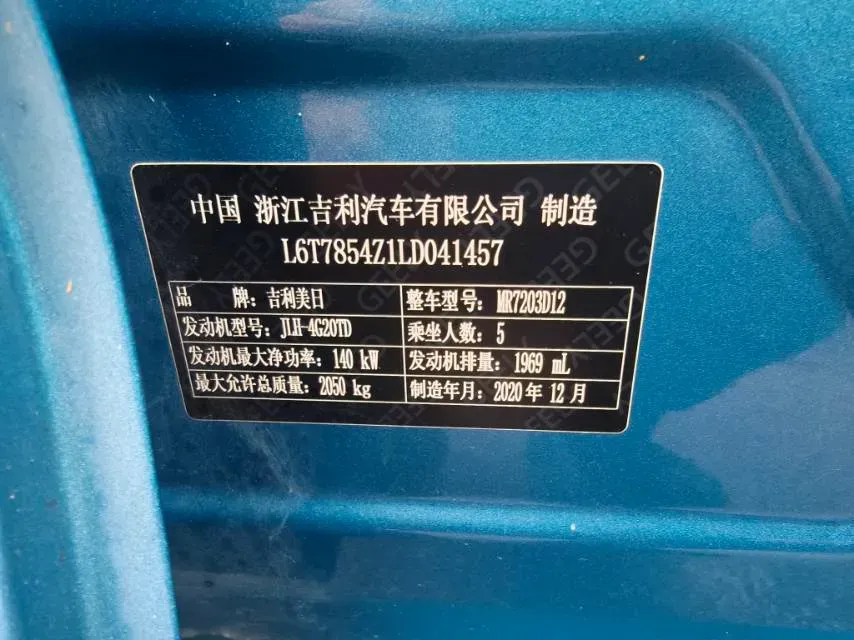 中国 浙江吉利汽车有限公司 制造
L6T7854Z1LD041457
品 牌：吉利美日 整车型号：MR7203D12
发动机型号：JLH-4G20TD 乘坐人数：5
发动机最大净功率：140 kW 发动机排量：1969 mL
最大允许总质量：2050 kg 制造年月：2020 年 12 月